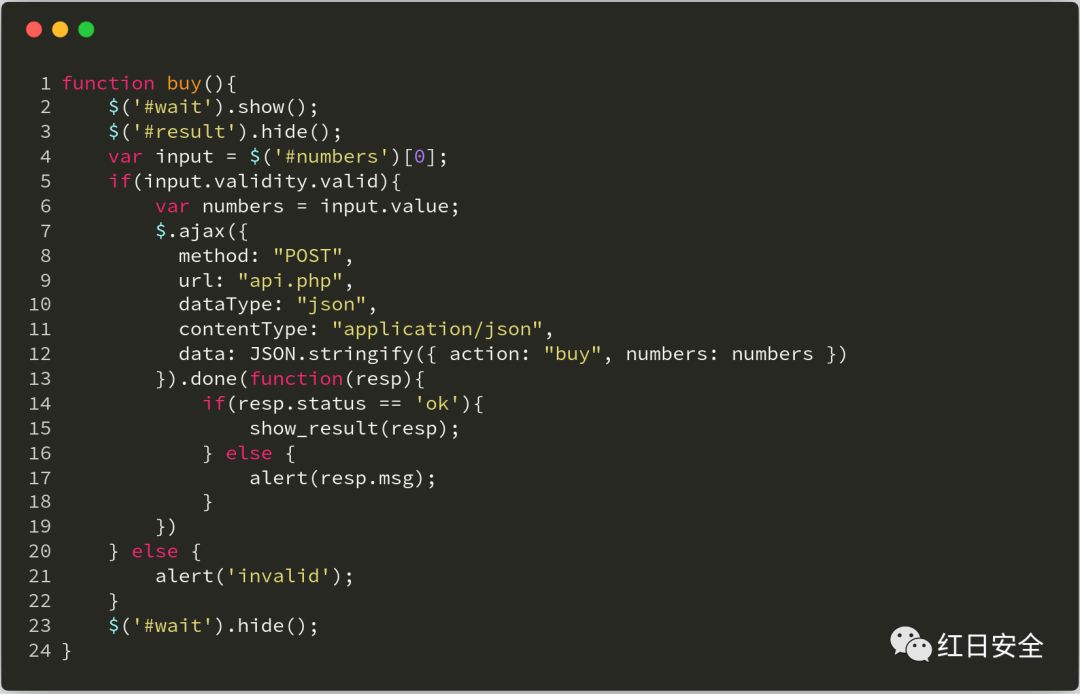 1 function buy(){
2     $('#wait').show();
3     $('#result').hide();
4     var input = $('#numbers')[0];
5     if(input.validity.valid){
6         var numbers = input.value;
7         $.ajax({
8           method: "POST",
9           url: "api.php",
10           dataType: "json",
11           contentType: "application/json",
12           data: JSON.stringify({ action: "buy", numbers: numbers })
13         }).done(function(resp){
14             if(resp.status == 'ok'){
15                 show_result(resp);
16             } else {
17                 alert(resp.msg);
18             }
19         })
20     } else {
21         alert('invalid');
22     }
23     $('#wait').hide();
24 }
红日安全